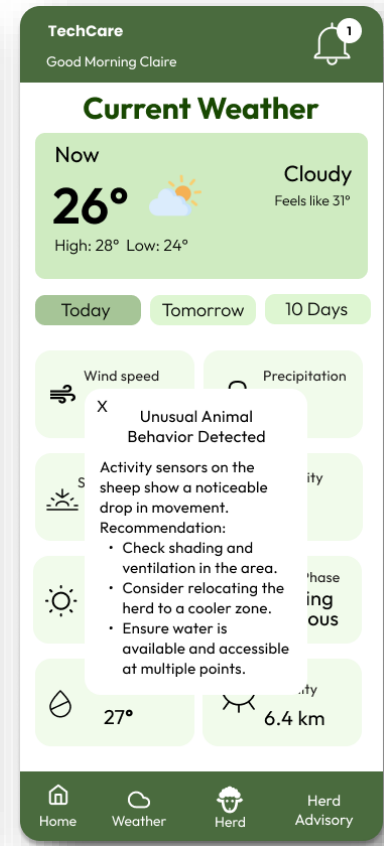 TechCare
1
Good Morning Claire
Current Weather
Now
Cloudy
26°
Feels like 31°
High: 28° Low: 24°
Today
Tomorrow
10 Days
Wind speed
Precipitation
X
Unusual Animal
Behavior Detected
Activity sensors on the
sheep show a noticeable
drop in movement.
Recommendation:
• Check shading and
ventilation in the area.
• Consider relocating the
herd to a cooler zone.
• Ensure water is
available and accessible
at multiple points.
Phase
27°
6.4 km
Home
Weather
Herd
Herd
Advisory